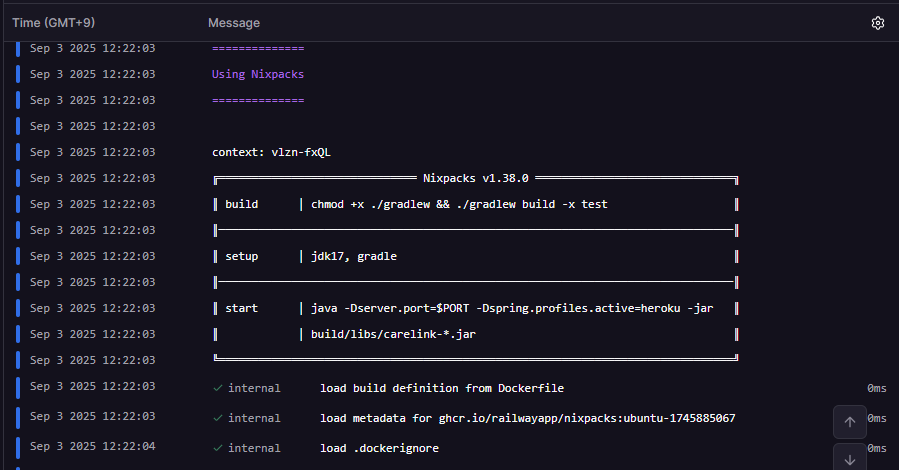 Time (GMT+9) Message
Sep 3 2025 12:22:03 ==============
Sep 3 2025 12:22:03 Using Nixpacks
Sep 3 2025 12:22:03 ==============
Sep 3 2025 12:22:03
Sep 3 2025 12:22:03 context: vlzn-fxQL
Sep 3 2025 12:22:03 ╔══════════════════════════════ Nixpacks v1.38.0 ══════════════════════════════╗
Sep 3 2025 12:22:03 ║ build │ chmod +x ./gradlew && ./gradlew build -x test ║
Sep 3 2025 12:22:03 ║──────────────────────────────────────────────────────────────────────────────║
Sep 3 2025 12:22:03 ║ setup │ jdk17, gradle ║
Sep 3 2025 12:22:03 ║──────────────────────────────────────────────────────────────────────────────║
Sep 3 2025 12:22:03 ║ start │ java -Dserver.port=$PORT -Dspring.profiles.active=heroku -jar ║
Sep 3 2025 12:22:03 ║ │ build/libs/carelink-*.jar ║
Sep 3 2025 12:22:03 ╚══════════════════════════════════════════════════════════════════════════════╝
Sep 3 2025 12:22:03 ✓ internal load build definition from Dockerfile 0ms
Sep 3 2025 12:22:03 ✓ internal load metadata for ghcr.io/railwayapp/nixpacks:ubuntu-1745885067 0ms
Sep 3 2025 12:22:04 ✓ internal load .dockerignore 0ms